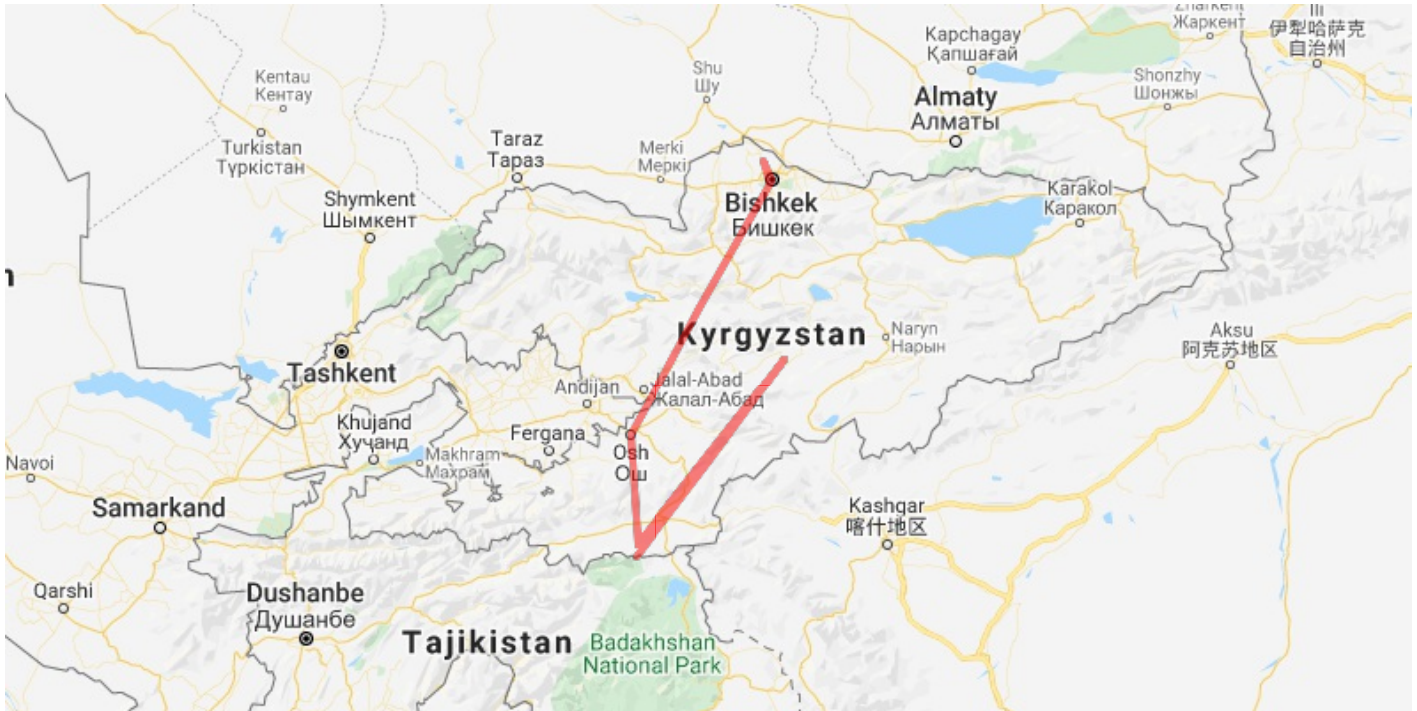 Zharkent
Жаркент
Ili
伊犁哈萨克
自治州
Kapchagay
Қапшағай
Kentau
Кентау
Shu
Шу
Shonzhy
Шонжы
Almaty
Алматы
Turkistan
Түркістан
Taraz
Тараз
Merki
Меркі
Shymkent
Шымкент
Bishkek
Бишкек
Karakol
Каракол
n
Kyrgyzstan
Naryn
Нарын
Aksu
阿克苏地区
Tashkent
Andijan
Jalal-Abad
Жалал-Абад
Khujand
Хуҷанд
Fergana
Osh
Ош
Makhram
Махрам
Navoi
Samarkand
Kashgar
喀什地区
Qarshi
Dushanbe
Душанбе
Tajikistan
Badakhshan
National Park